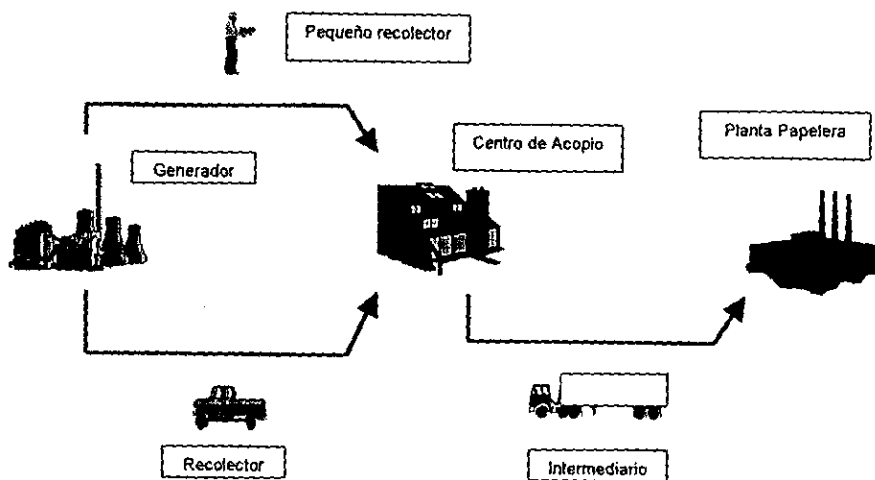 Pequeño recolector
Generador
Centro de Acopio
Planta Papelera
Recolector
Intermediario